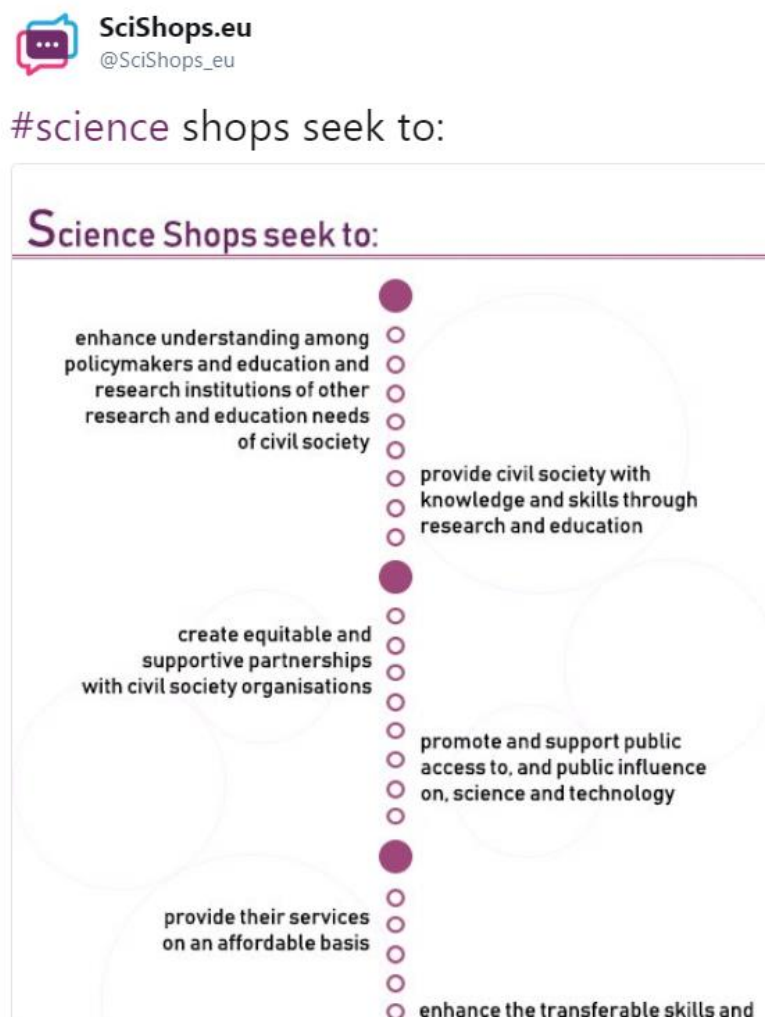 SciShops.eu
@SciShops_eu
#science shops seek to:
Science Shops seek to:
enhance understanding among
policymakers and education and
research institutions of other
research and education needs
of civil society
provide civil society with
knowledge and skills through
research and education
create equitable and
supportive partnerships
with civil society organisations
promote and support public
access to, and public influence
on, science and technology
provide their services
on an affordable basis
enhance the transferable skills and